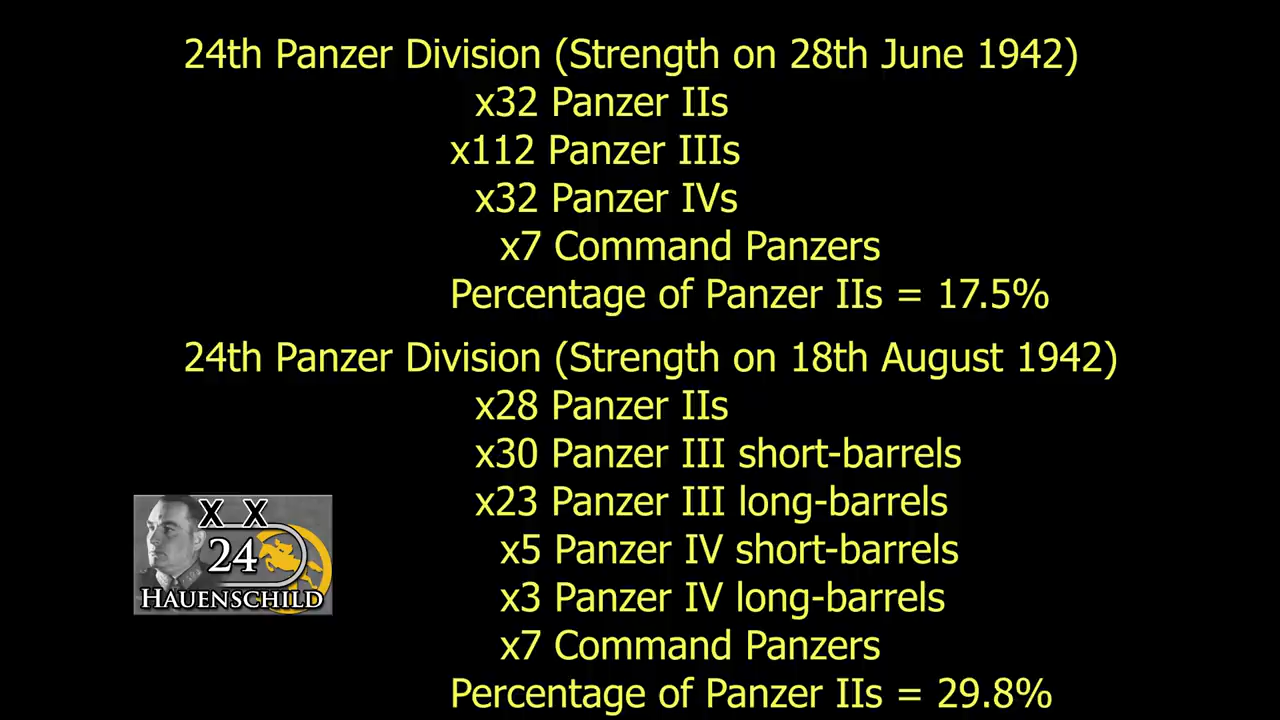 24th Panzer Division (Strength on 28th June 1942)
x32 Panzer IIs
x112 Panzer IIIs
x32 Panzer IVs
x7 Command Panzers
Percentage of Panzer IIs = 17.5%
24th Panzer Division (Strength on 18th August 1942)
x28 Panzer IIs
x30 Panzer III short-barrels
x23 Panzer III long-barrels
x5 Panzer IV short-barrels
x3 Panzer IV long-barrels
x7 Command Panzers
Percentage of Panzer IIs = 29.8%
X X
24
HAUENSCHILD